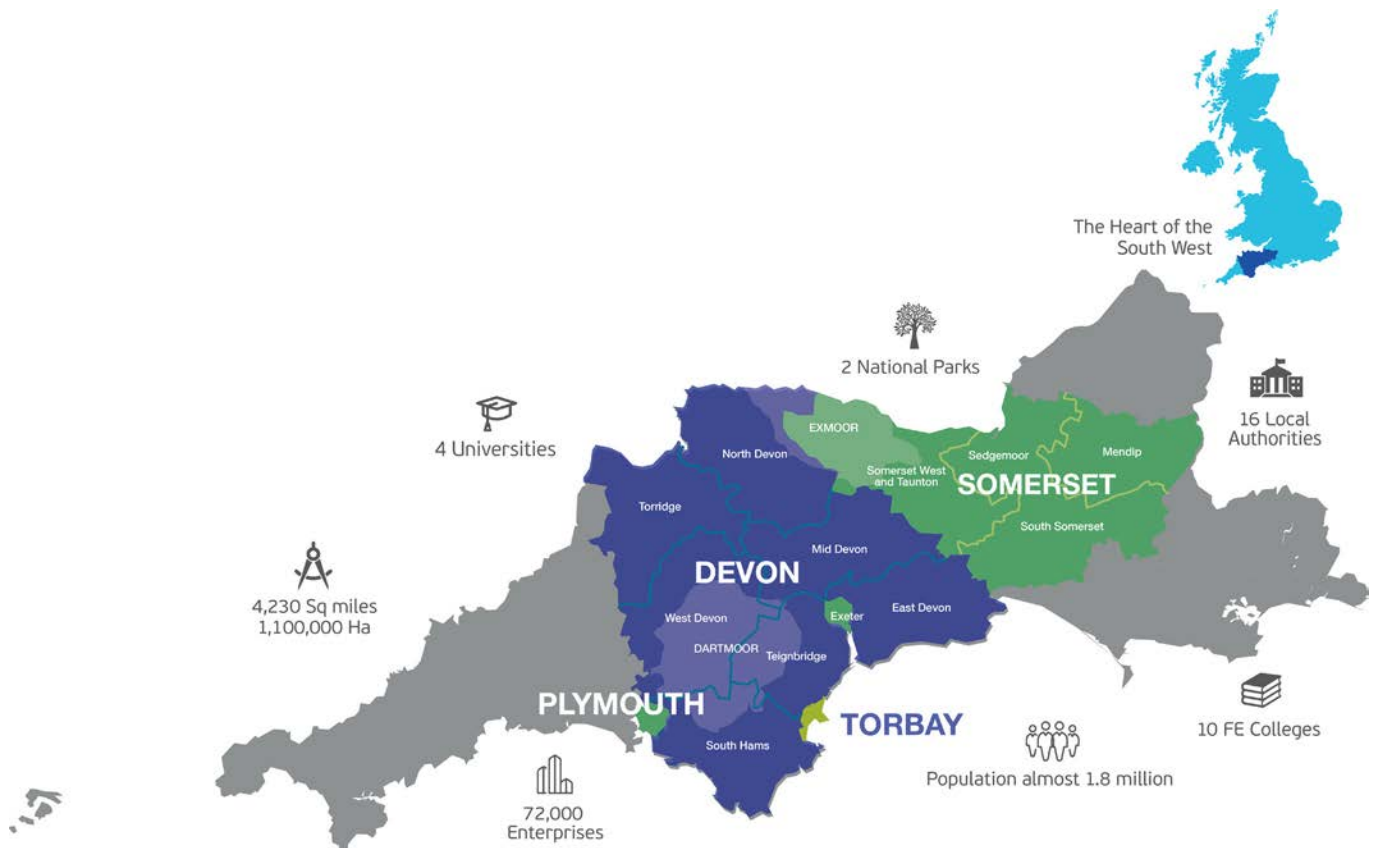 The Heart of the
South West
2 National Parks
16 Local
Authorities
4 Universities
EXMOOR
North Devon
Sedgemoor
Mendip
Somerset West
and Taunton
SOMERSET
Torridge
South Somerset
Mid Devon
DEVON
4,230 Sq miles
1,100,000 Ha
East Devon
West Devon
Exeter
DARTMOOR
Teignbridge
PLYMOUTH
TORBAY
10 FE Colleges
South Hams
Population almost 1.8 million
72,000
Enterprises